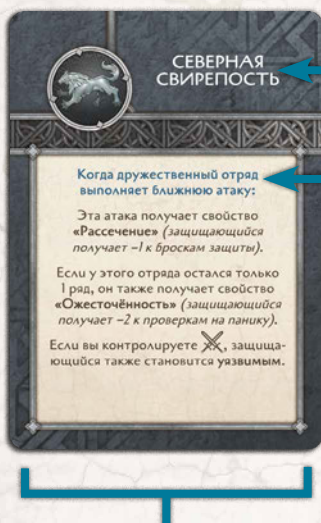 СЕВЕРНАЯ
СВИРЕПОСТЬ
Когда дружественный отряд
выполняет ближнюю атаку:
Эта атака получает свойство
«Рассечение» (защищающийся
получает –1 к броскам защиты).
Если у этого отряда остался только
1 ряд, он также получает свойство
«Ожесточённость» (защищающийся
получает –2 к проверкам на панику).
Если вы контролируете , защища-
ющийся также становится уязвимым.